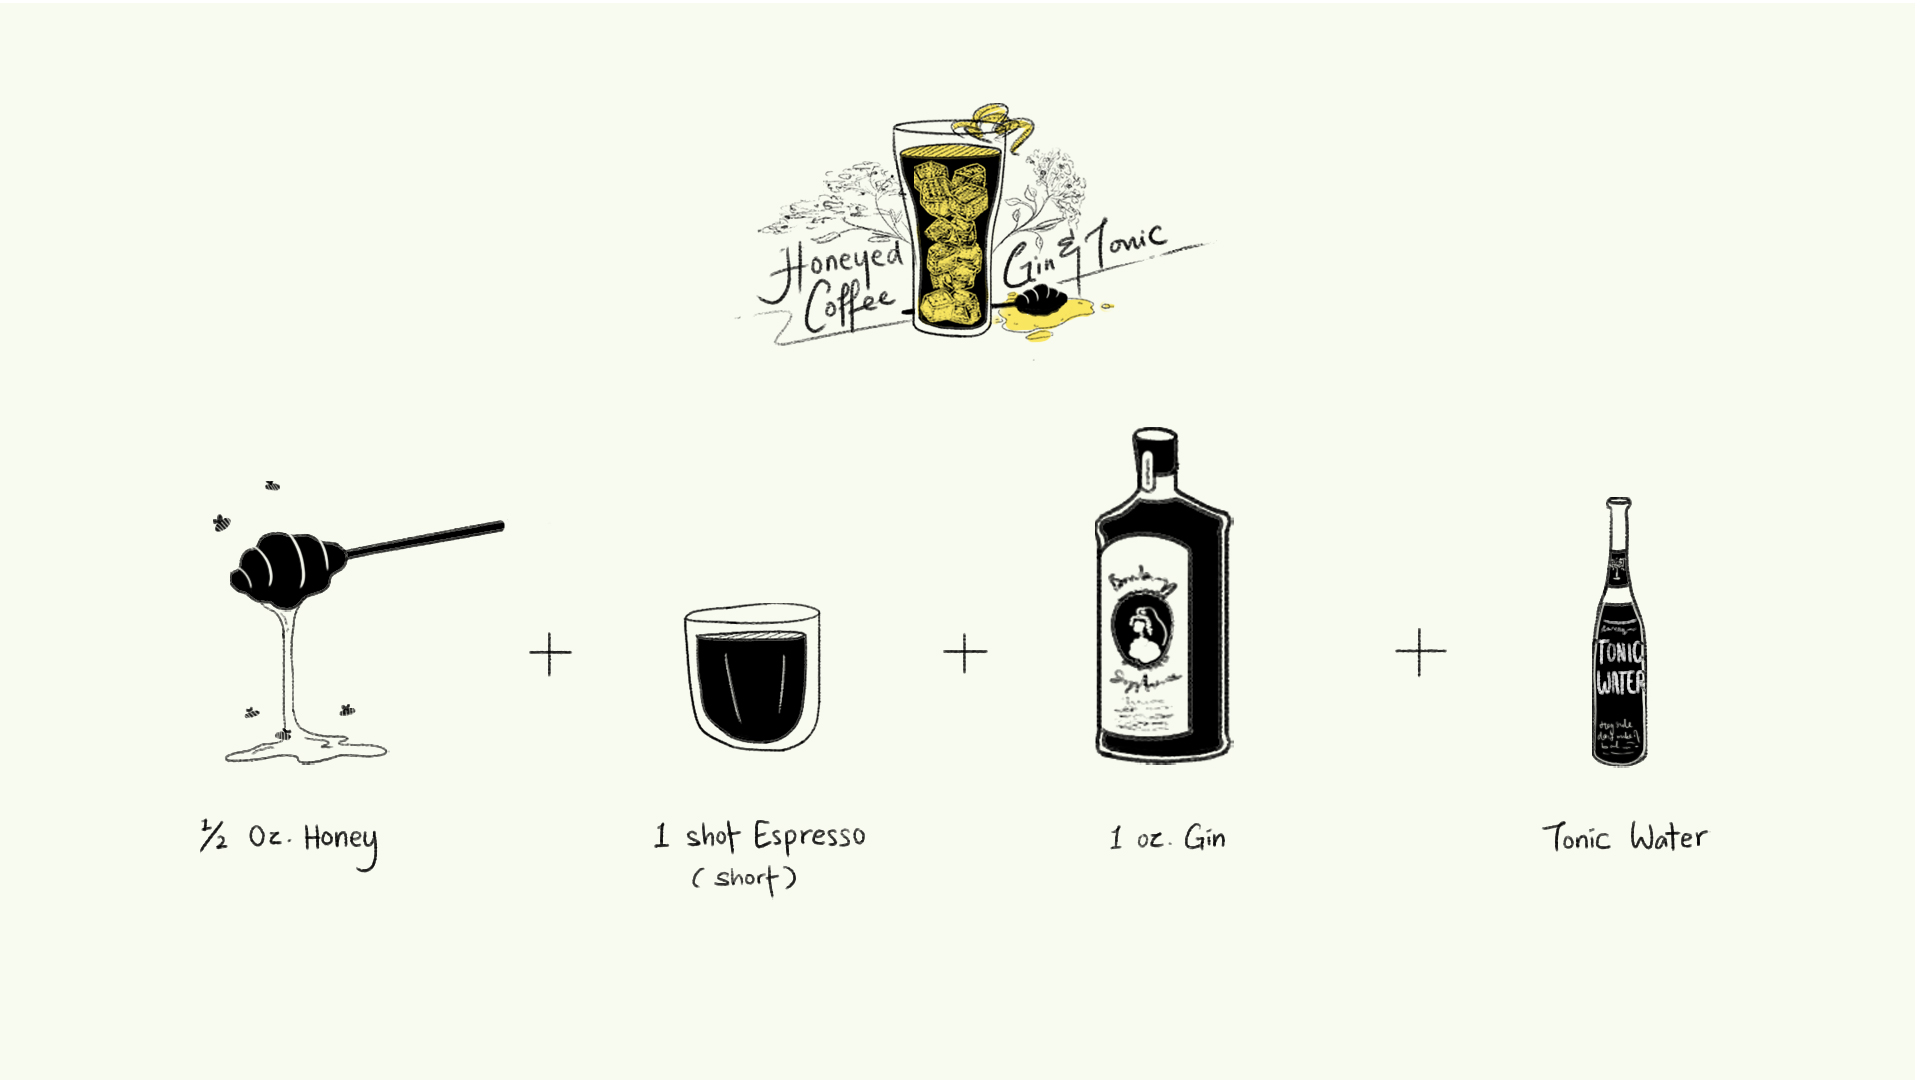 Honeyed
Coffee
Gin & Tonic
TONIC
WATER
½ Oz. Honey
1 shot Espresso
(short)
1 oz. Gin
Tonic Water